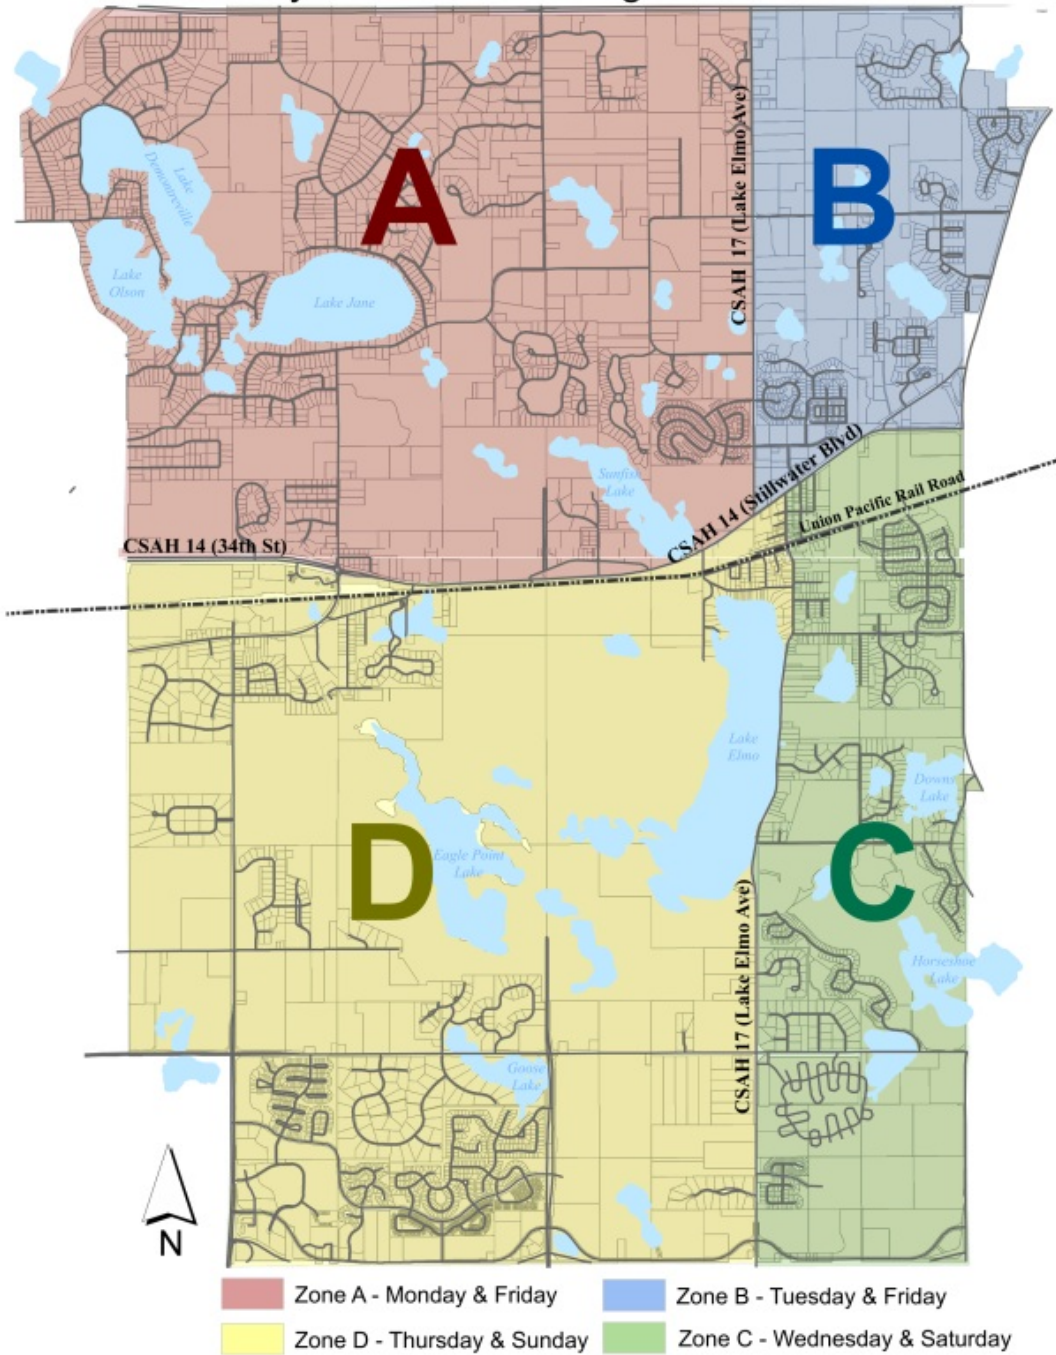 A
B
CSAH 17 (Lake Elmo Ave)
Lake
Demontreville
Lake
Olson
Lake Jane
Sunfish
Lake
CSAH 14 (Stillwater Blvd)
Union Pacific Rail Road
CSAH 14 (34th St)
Lake
Elmo
Downs
Lake
D
C
Eagle Point
Lake
CSAH 17 (Lake Elmo Ave)
Horseshoe
Lake
Goose
Lake
N
Zone A - Monday & Friday
Zone B - Tuesday & Friday
Zone D - Thursday & Sunday
Zone C - Wednesday & Saturday